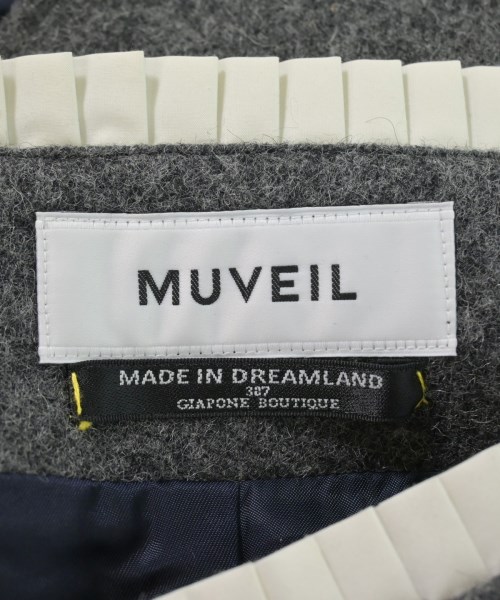 MUVEIL
MADE IN DREAMLAND
387
GIAPONE BOUTIQUE